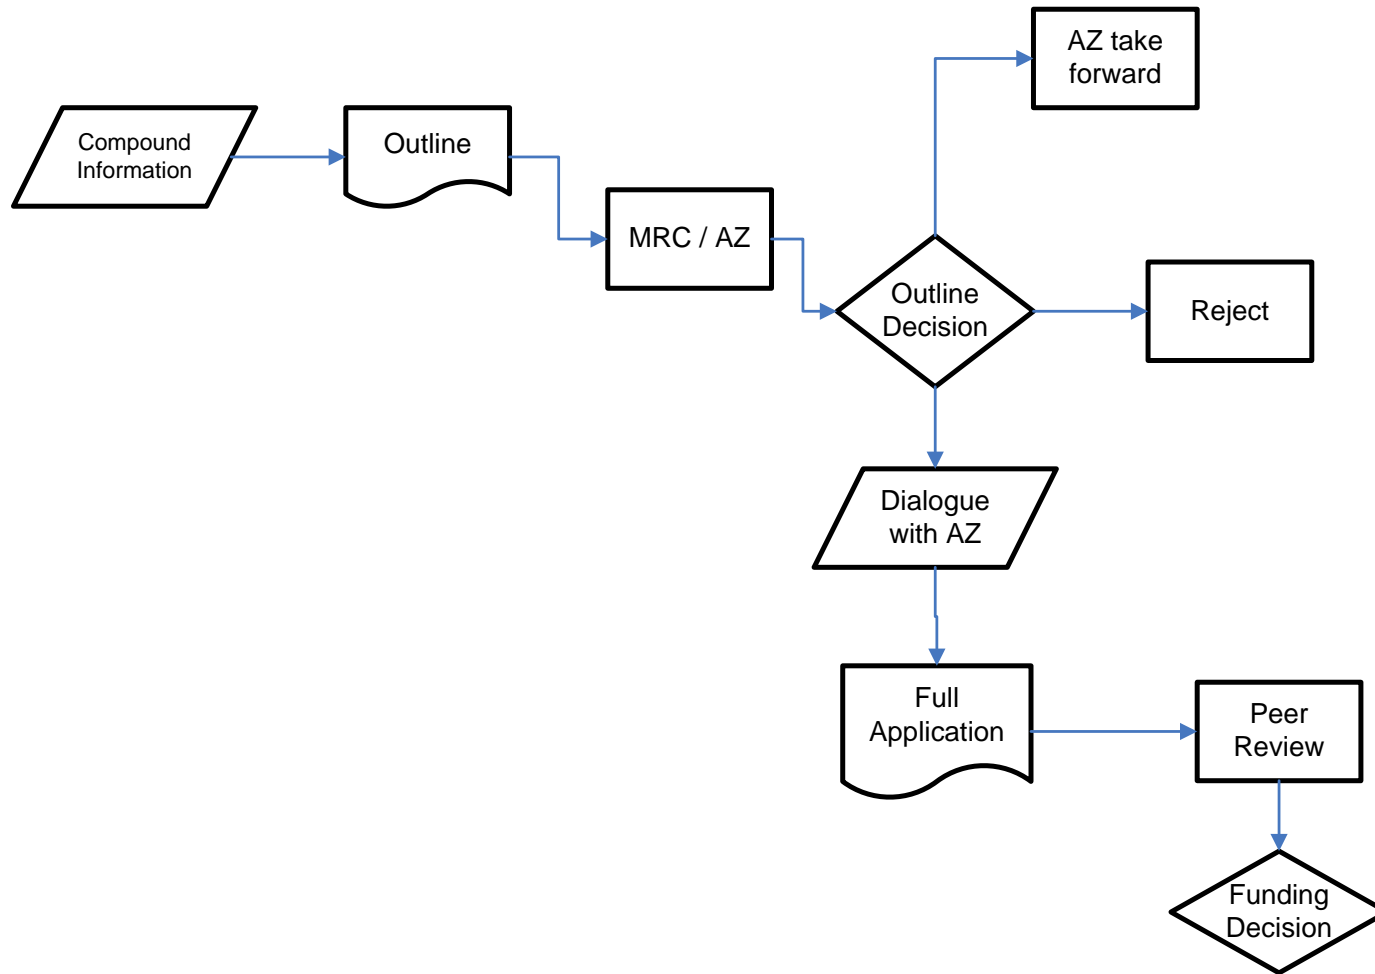 AZ take
forward
Compound
Information
Outline
MRC / AZ
Outline
Decision
Reject
Dialogue
with AZ
Full
Application
Peer
Review
Funding
Decision